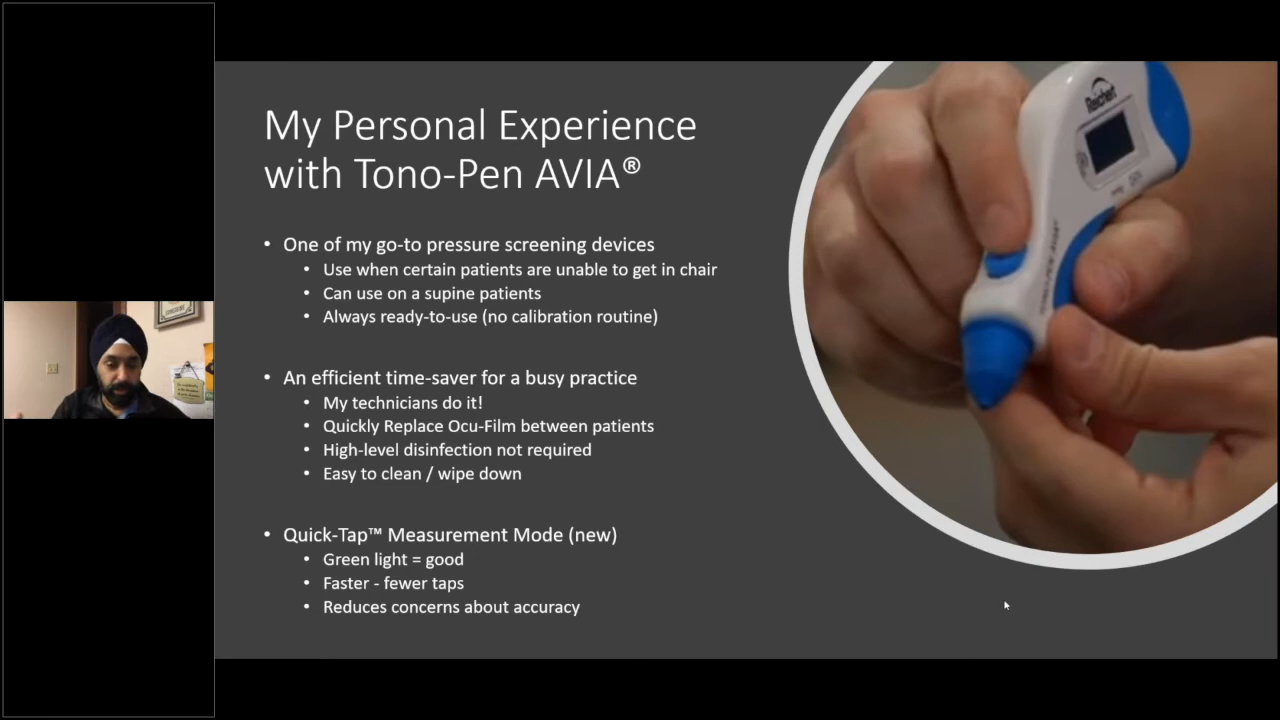 My Personal Experience
with Tono-Pen AVIA®
• One of my go-to pressure screening devices
• Use when certain patients are unable to get in chair
• Can use on a supine patients
• Always ready-to-use (no calibration routine)
• An efficient time-saver for a busy practice
• My technicians do it!
• Quickly Replace Ocu-Film between patients
• High-level disinfection not required
• Easy to clean / wipe down
• Quick-Tap™ Measurement Mode (new)
• Green light = good
• Faster - fewer taps
• Reduces concerns about accuracy
Reichert